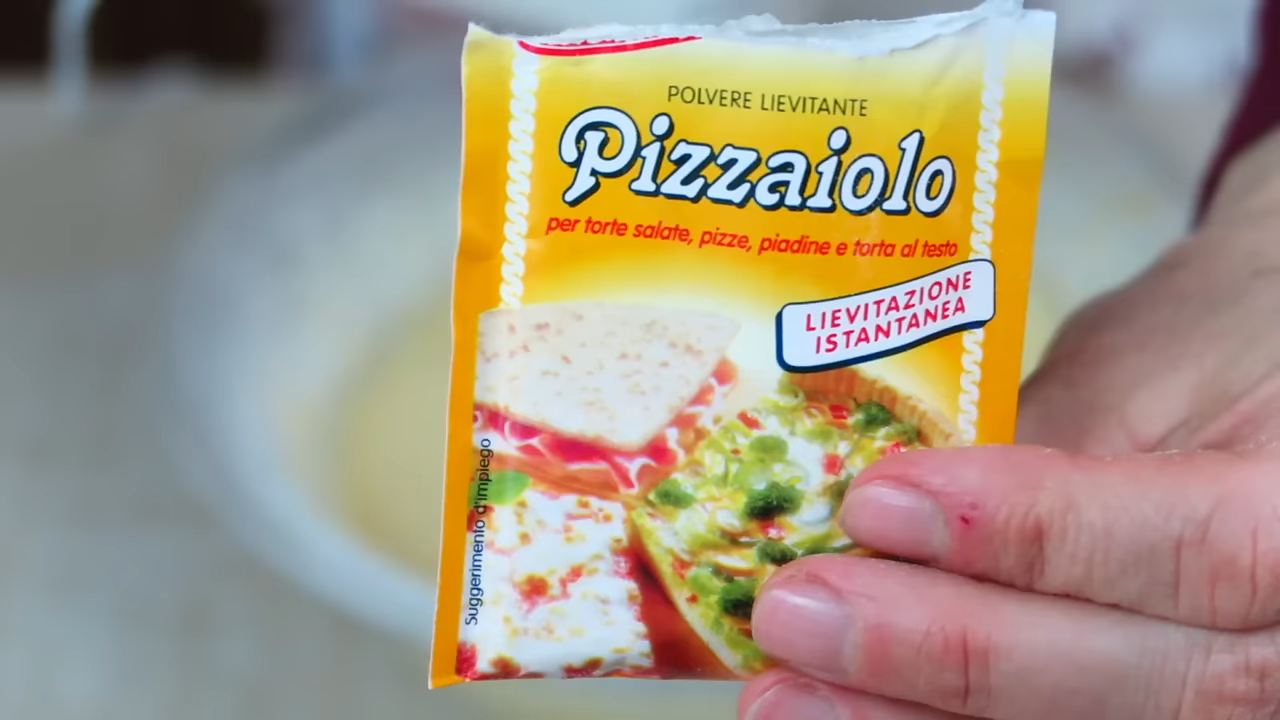 POLVERE LIEVITANTE
Pizzaiolo
per torte salate, pizze, piadine e torta al testo
LIEVITAZIONE
ISTANTANEA
Suggerimento d'impiego